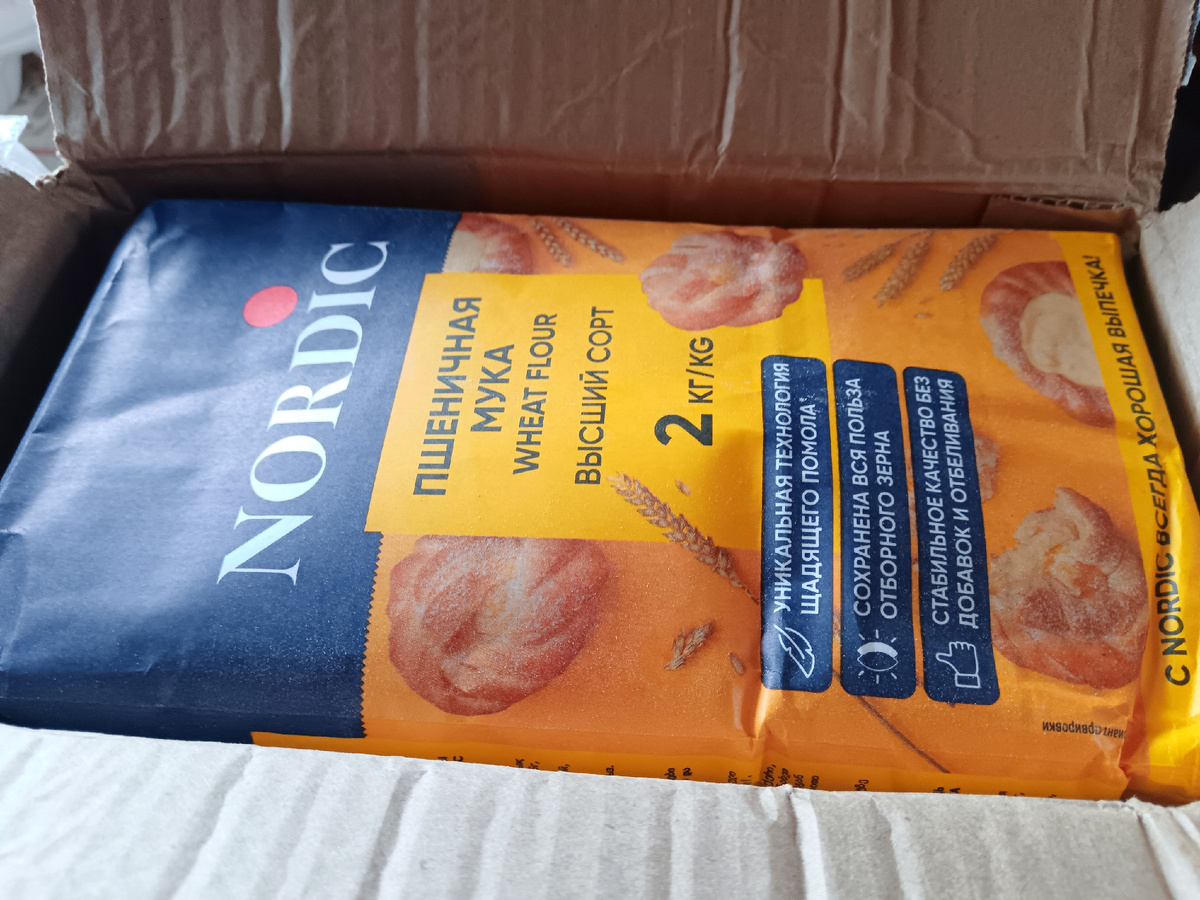 NORDIC
ПШЕНИЧНАЯ
МУКА
WHEAT FLOUR
ВЫСШИЙ СОРТ
2 КГ/KG
УНИКАЛЬНАЯ ТЕХНОЛОГИЯ
ЩАДЯЩЕГО ПОМОЛА
СОХРАНЕНА ВСЯ ПОЛЬЗА
ОТБОРНОГО ЗЕРНА
СТАБИЛЬНОЕ КАЧЕСТВО БЕЗ
ДОБАВОК И ОТБЕЛИВАНИЯ
С NORDIC ВСЕГДА ХОРОШАЯ ВЫПЕЧКА!